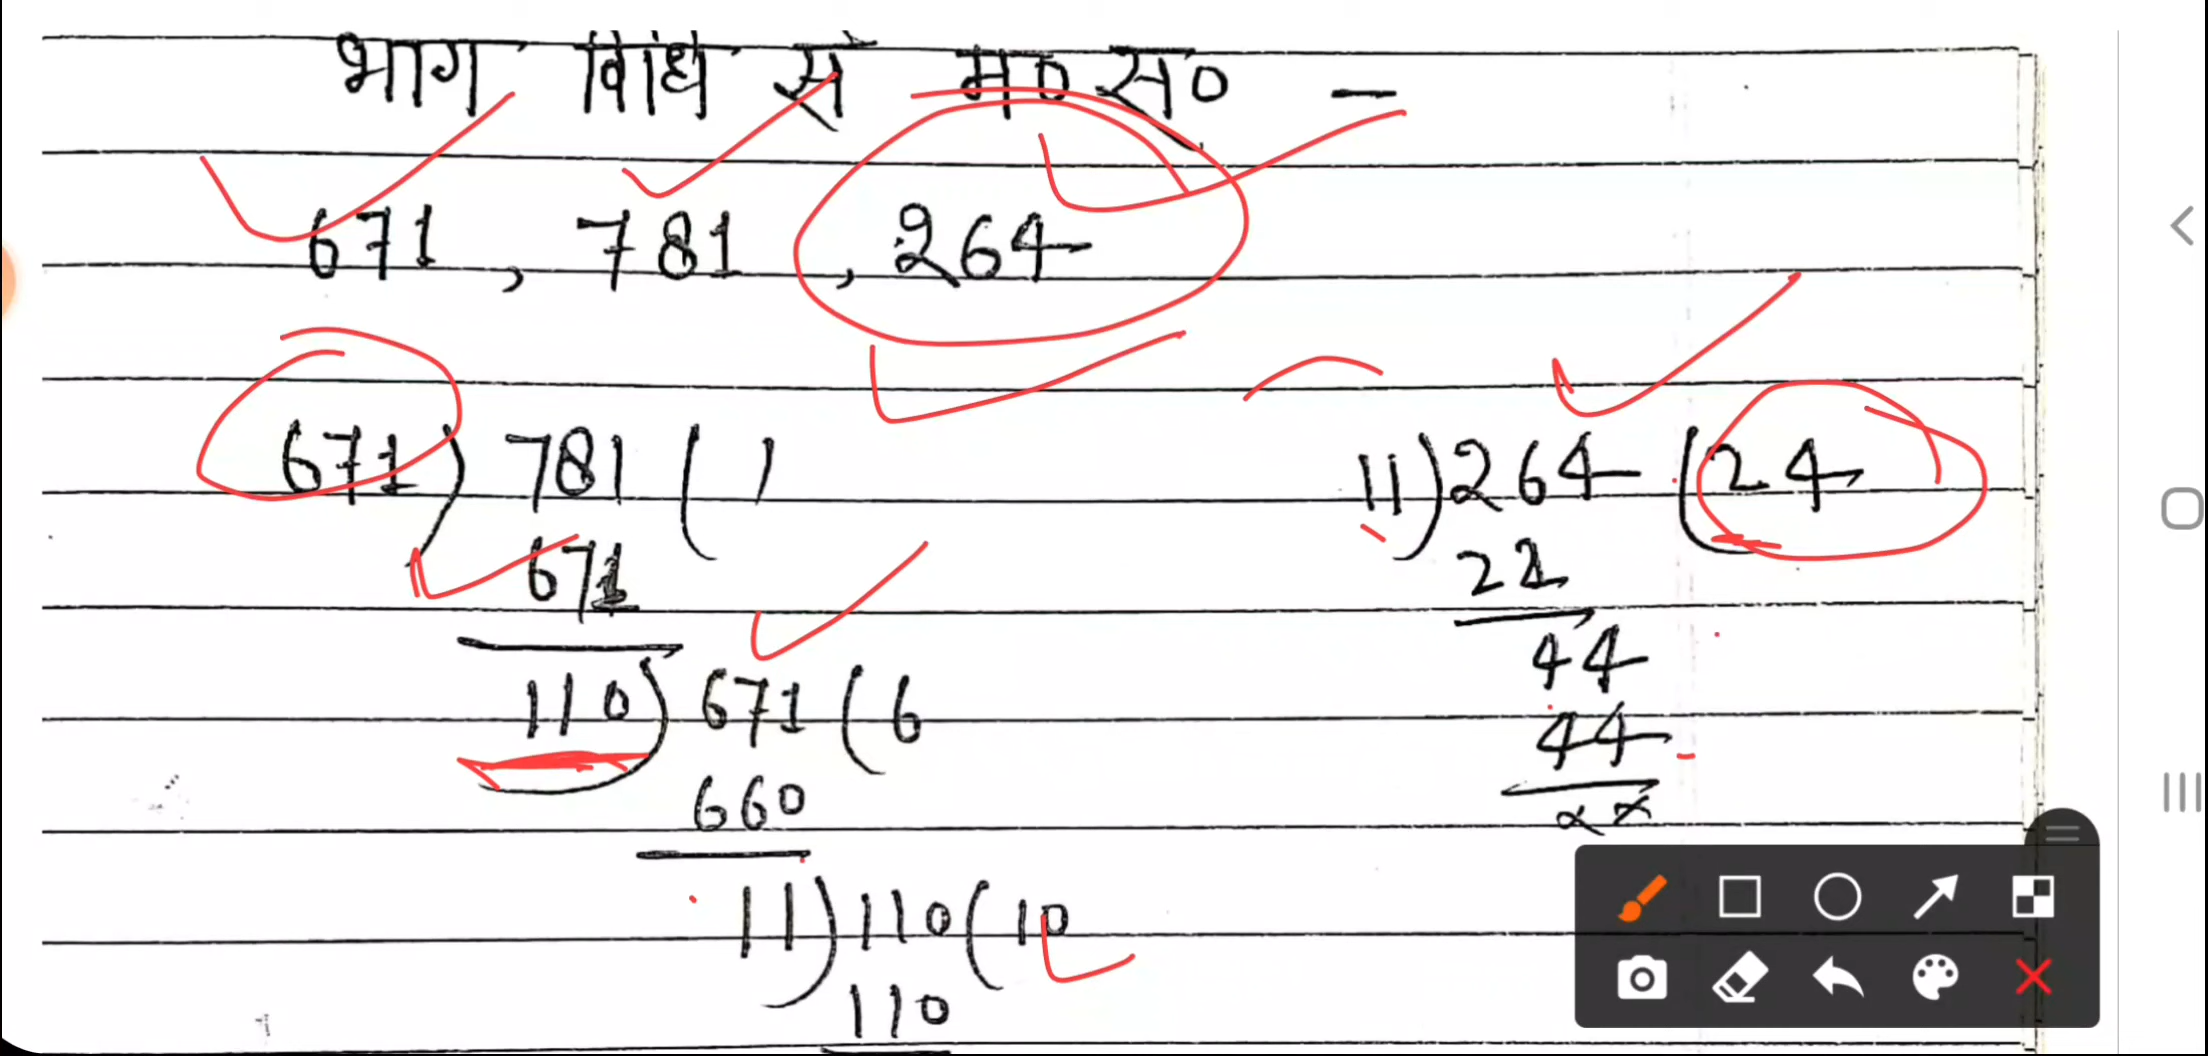 भाग विधि से म० स० –
671 , 781 , 264
671 ) 781 ( 1
671
110 ) 671 ( 6
660
11 ) 110 ( 10
110
11 ) 264 ( 24
22
44
44
××